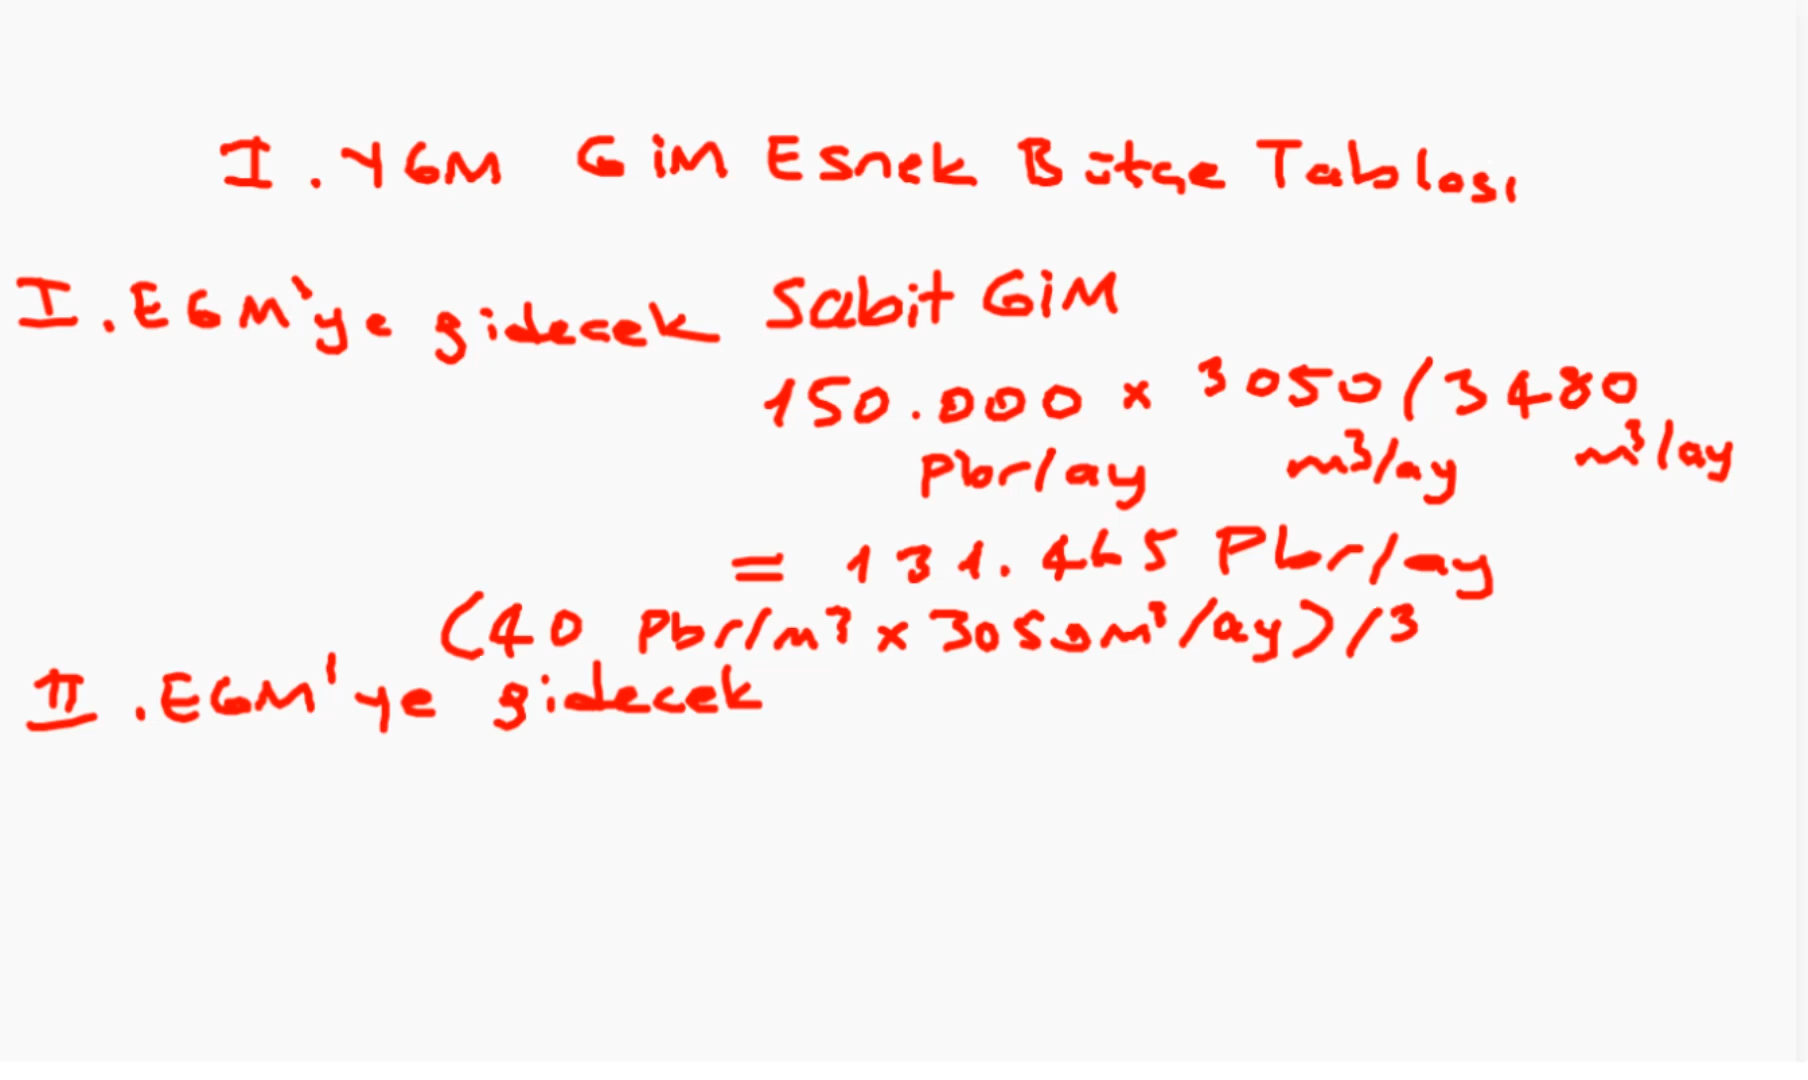 I. YGM GİM Esnek Bütçe Tablosı
I. EGM'ye gidecek Sabit GİM
150.000 x 3050 / 3480
Pbr/ay m³/ay m³/ay
= 131.465 Pbr/ay
(40 Pbr/m³ x 3050 m³/ay) / 3
II. EGM'ye gidecek